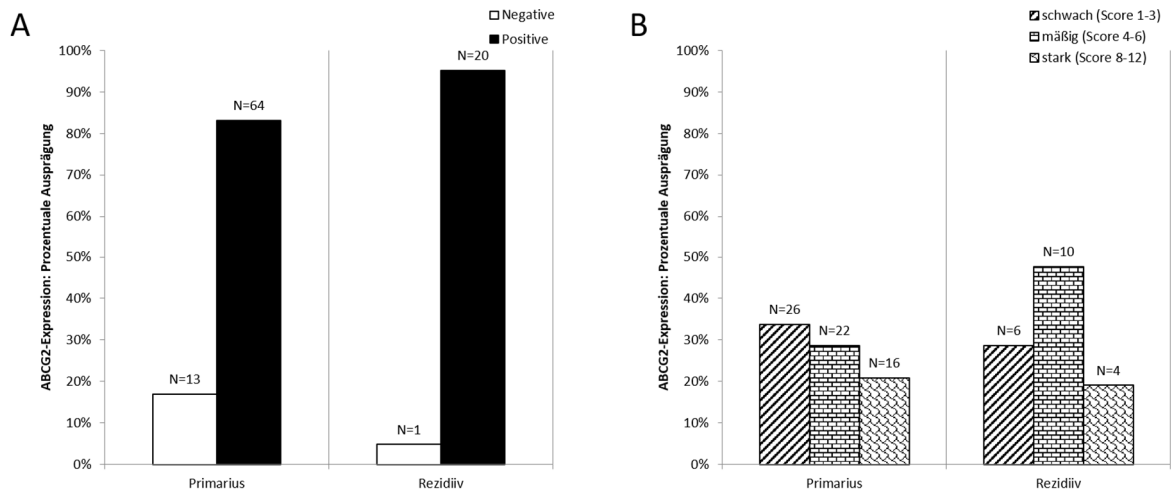 A
Negative
Positive
ABCG2-Expression: Prozentuale Ausprägung
100%
90%
80%
70%
60%
50%
40%
30%
20%
10%
0%
N=13
N=64
N=1
N=20
Primarius
Rezidiiv
B
schwach (Score 1-3)
mäßig (Score 4-6)
stark (Score 8-12)
ABCG2-Expression: Prozentuale Ausprägung
100%
90%
80%
70%
60%
50%
40%
30%
20%
10%
0%
N=26
N=22
N=16
N=6
N=10
N=4
Primarius
Rezidiiv